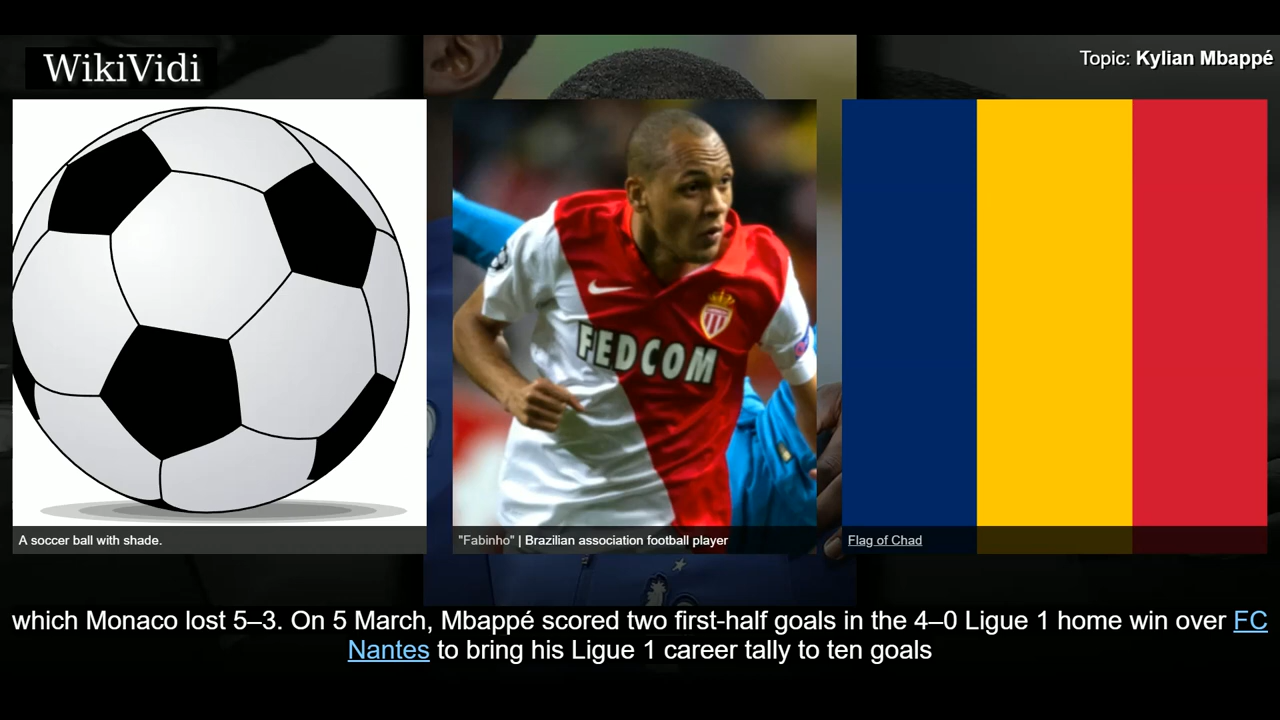 WikiVidi
Topic: Kylian Mbappé
FEDCOM
A soccer ball with shade.
"Fabinho" | Brazilian association football player
Flag of Chad
which Monaco lost 5–3. On 5 March, Mbappé scored two first-half goals in the 4–0 Ligue 1 home win over FC
Nantes to bring his Ligue 1 career tally to ten goals